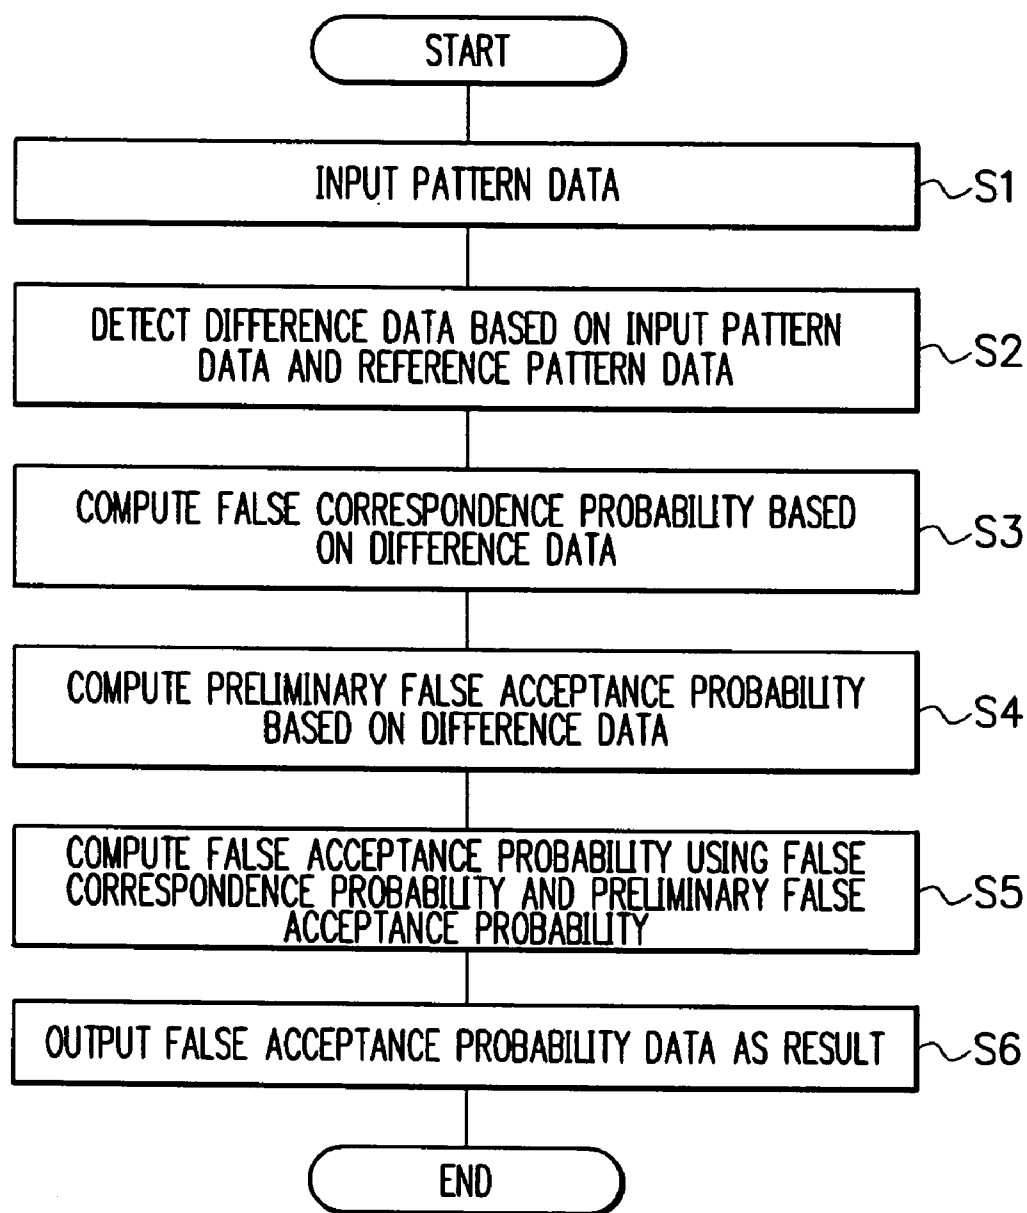 START
INPUT PATTERN DATA
S1
DETECT DIFFERENCE DATA BASED ON INPUT PATTERN
DATA AND REFERENCE PATTERN DATA
S2
COMPUTE FALSE CORRESPONDENCE PROBABILITY BASED
ON DIFFERENCE DATA
S3
COMPUTE PRELIMINARY FALSE ACCEPTANCE PROBABILITY
BASED ON DIFFERENCE DATA
S4
COMPUTE FALSE ACCEPTANCE PROBABILITY USING FALSE
CORRESPONDENCE PROBABILITY AND PRELIMINARY FALSE
ACCEPTANCE PROBABILITY
S5
OUTPUT FALSE ACCEPTANCE PROBABILITY DATA AS RESULT
S6
END